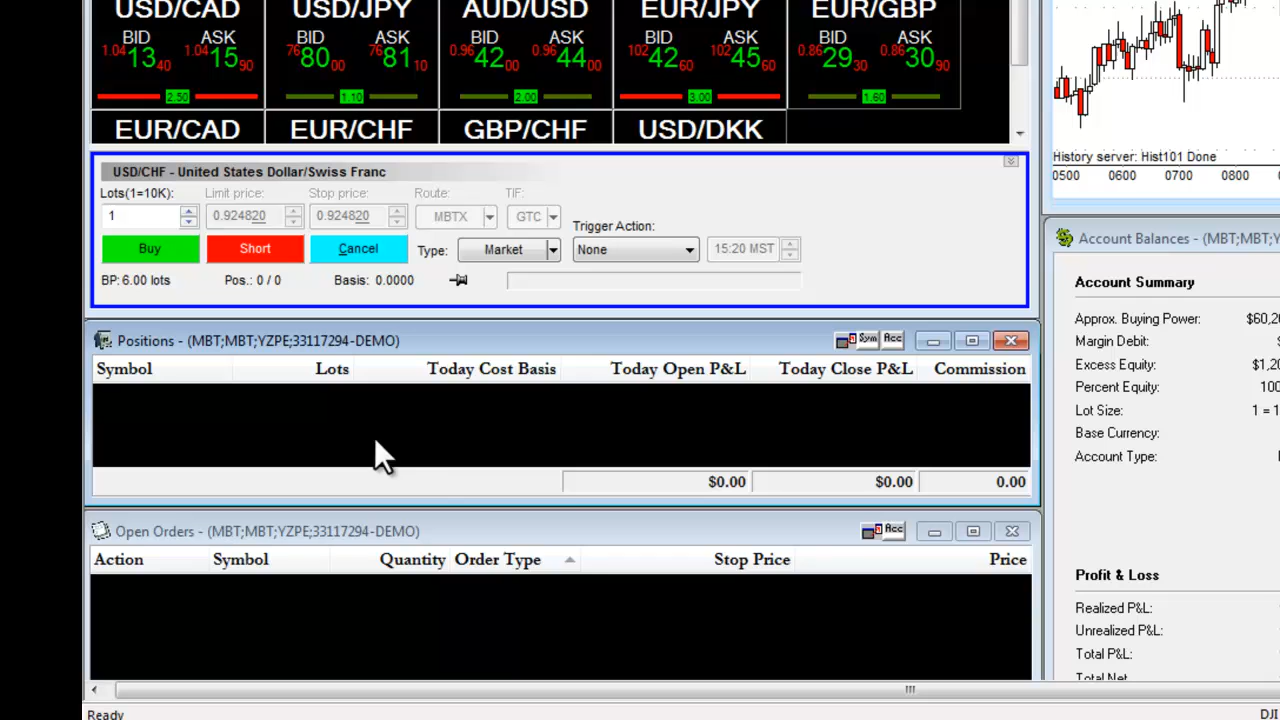 USD/CAD USD/JPY AUD/USD EUR/JPY EUR/GBP
BID ASK BID ASK BID ASK BID ASK BID ASK
1.04 13 40 1.04 15 90 76 80 00 76 81 10 0.96 42 00 0.96 44 00 102 42 60 102 45 60 0.86 29 30 0.86 30 90
2.50 1.10 2.00 3.00 1.60
EUR/CAD EUR/CHF GBP/CHF USD/DKK
History server: Hist101 Done
0500 0600 0700 0800
USD/CHF - United States Dollar/Swiss Franc
Lots(1=10K): Limit price: Stop price: Route: TIF:
1 0.924820 0.924820 MBTX GTC
Trigger Action:
Buy Short Cancel Type: Market None 15:20 MST
BP: 6.00 lots Pos.: 0 / 0 Basis: 0.0000
Positions - (MBT;MBT;YZPE;33117294-DEMO) Sym Acc
Symbol Lots Today Cost Basis Today Open P&L Today Close P&L Commission
$0.00 $0.00 0.00
Open Orders - (MBT;MBT;YZPE;33117294-DEMO) Acc
Action Symbol Quantity Order Type Stop Price Price
Ready
Account Balances - (MBT;MBT;Y
Account Summary
Approx. Buying Power: $60,20
Margin Debit: $
Excess Equity: $1,20
Percent Equity: 100
Lot Size: 1 = 1
Base Currency:
Account Type:
Profit & Loss
Realized P&L:
Unrealized P&L:
Total P&L:
Total Net
DJI